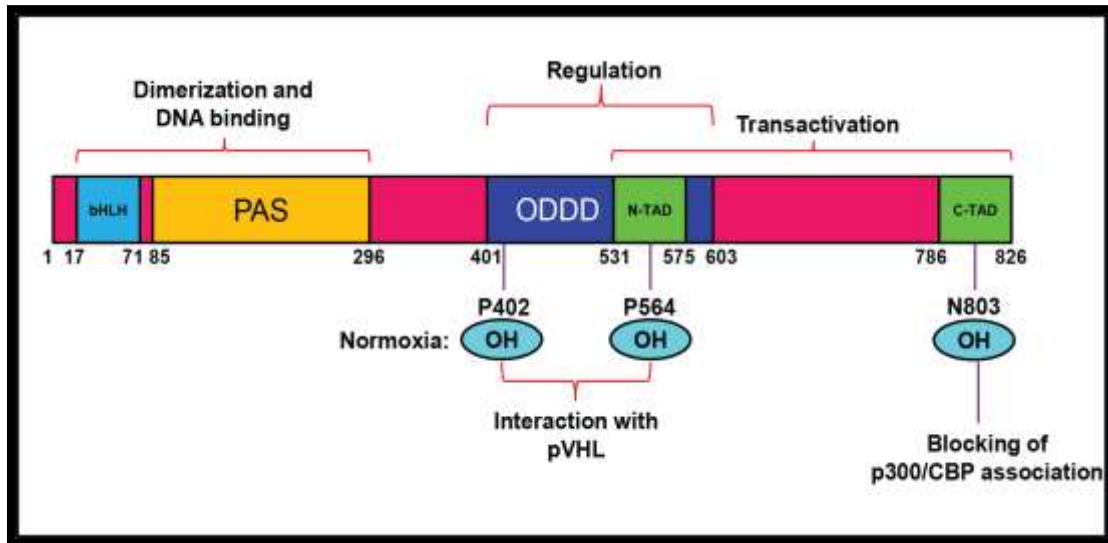 Regulation
Dimerization and
DNA binding
Transactivation
bHLH
PAS
ODDD
N-TAD
C-TAD
1 17 71 85 296 401 531 575 603 786 826
P402 P564 N803
Normoxia: OH OH OH
Interaction with
pVHL
Blocking of
p300/CBP association